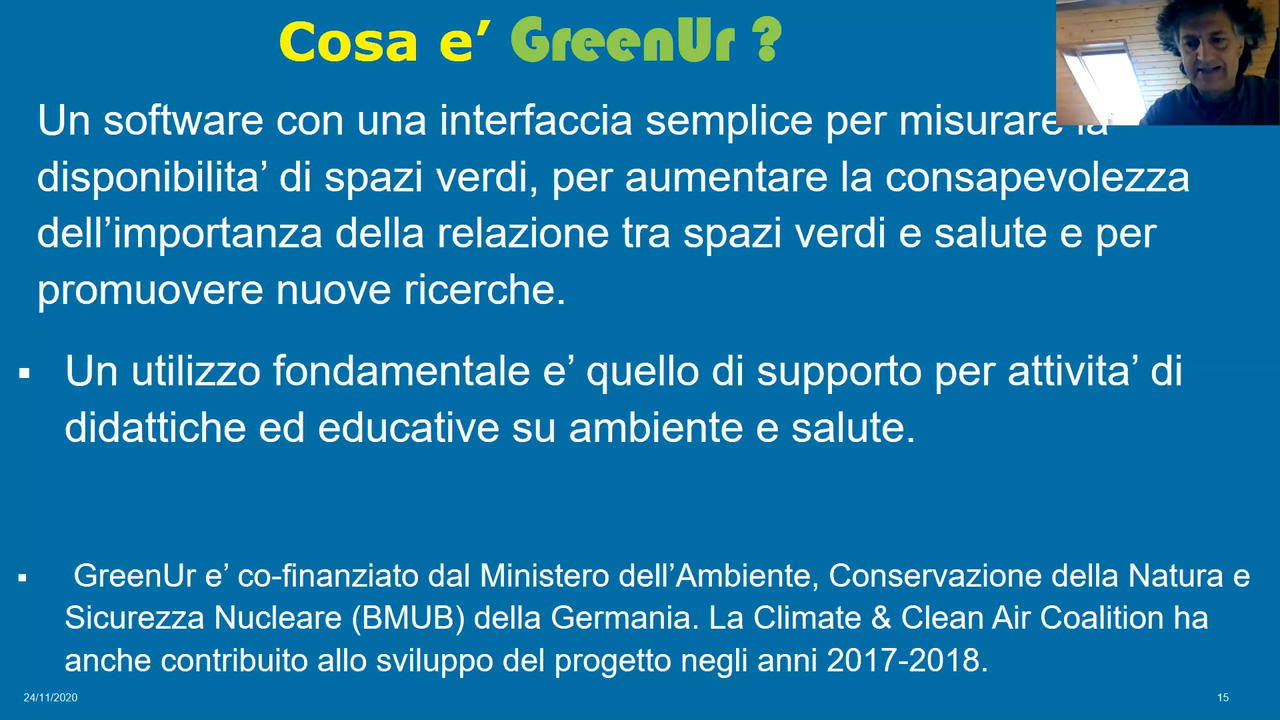 Cosa e’ GreenUr ?
Un software con una interfaccia semplice per misurare la
disponibilita’ di spazi verdi, per aumentare la consapevolezza
dell’importanza della relazione tra spazi verdi e salute e per
promuovere nuove ricerche.
▪ Un utilizzo fondamentale e’ quello di supporto per attivita’ di
didattiche ed educative su ambiente e salute.
▪ GreenUr e’ co-finanziato dal Ministero dell’Ambiente, Conservazione della Natura e
Sicurezza Nucleare (BMUB) della Germania. La Climate & Clean Air Coalition ha
anche contribuito allo sviluppo del progetto negli anni 2017-2018.
24/11/2020
15